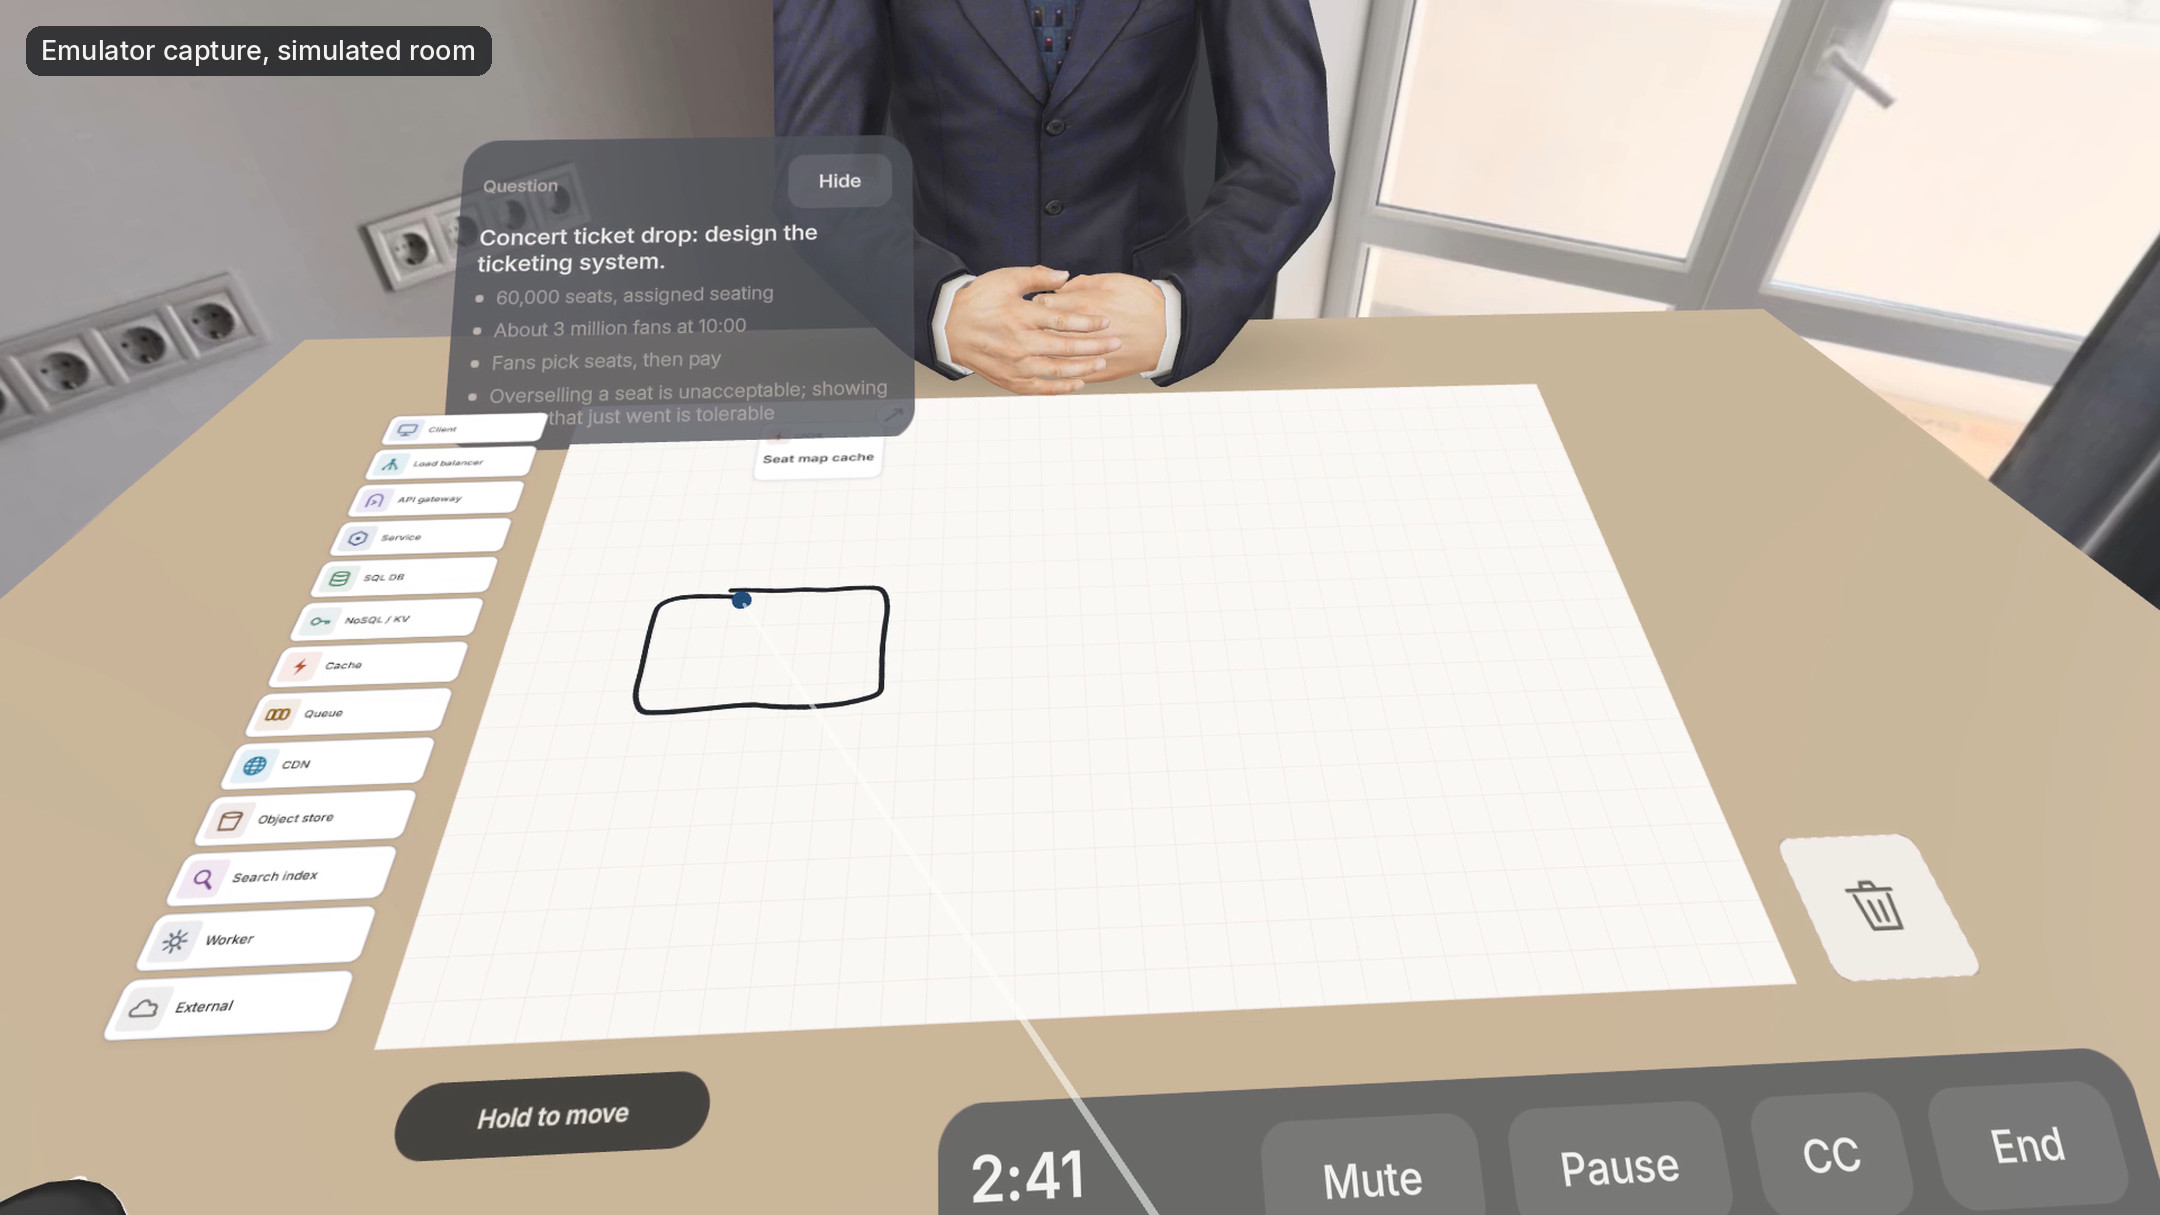 Emulator capture, simulated room
Question
Hide
Concert ticket drop: design the
ticketing system.
60,000 seats, assigned seating
About 3 million fans at 10:00
Fans pick seats, then pay
Overselling a seat is unacceptable; showing
that just went is tolerable
Seat map cache
Client
Load balancer
API gateway
Service
SQL DB
NoSQL / KV
Cache
Queue
CDN
Object store
Search index
Worker
External
Hold to move
2:41
Mute
Pause
CC
End